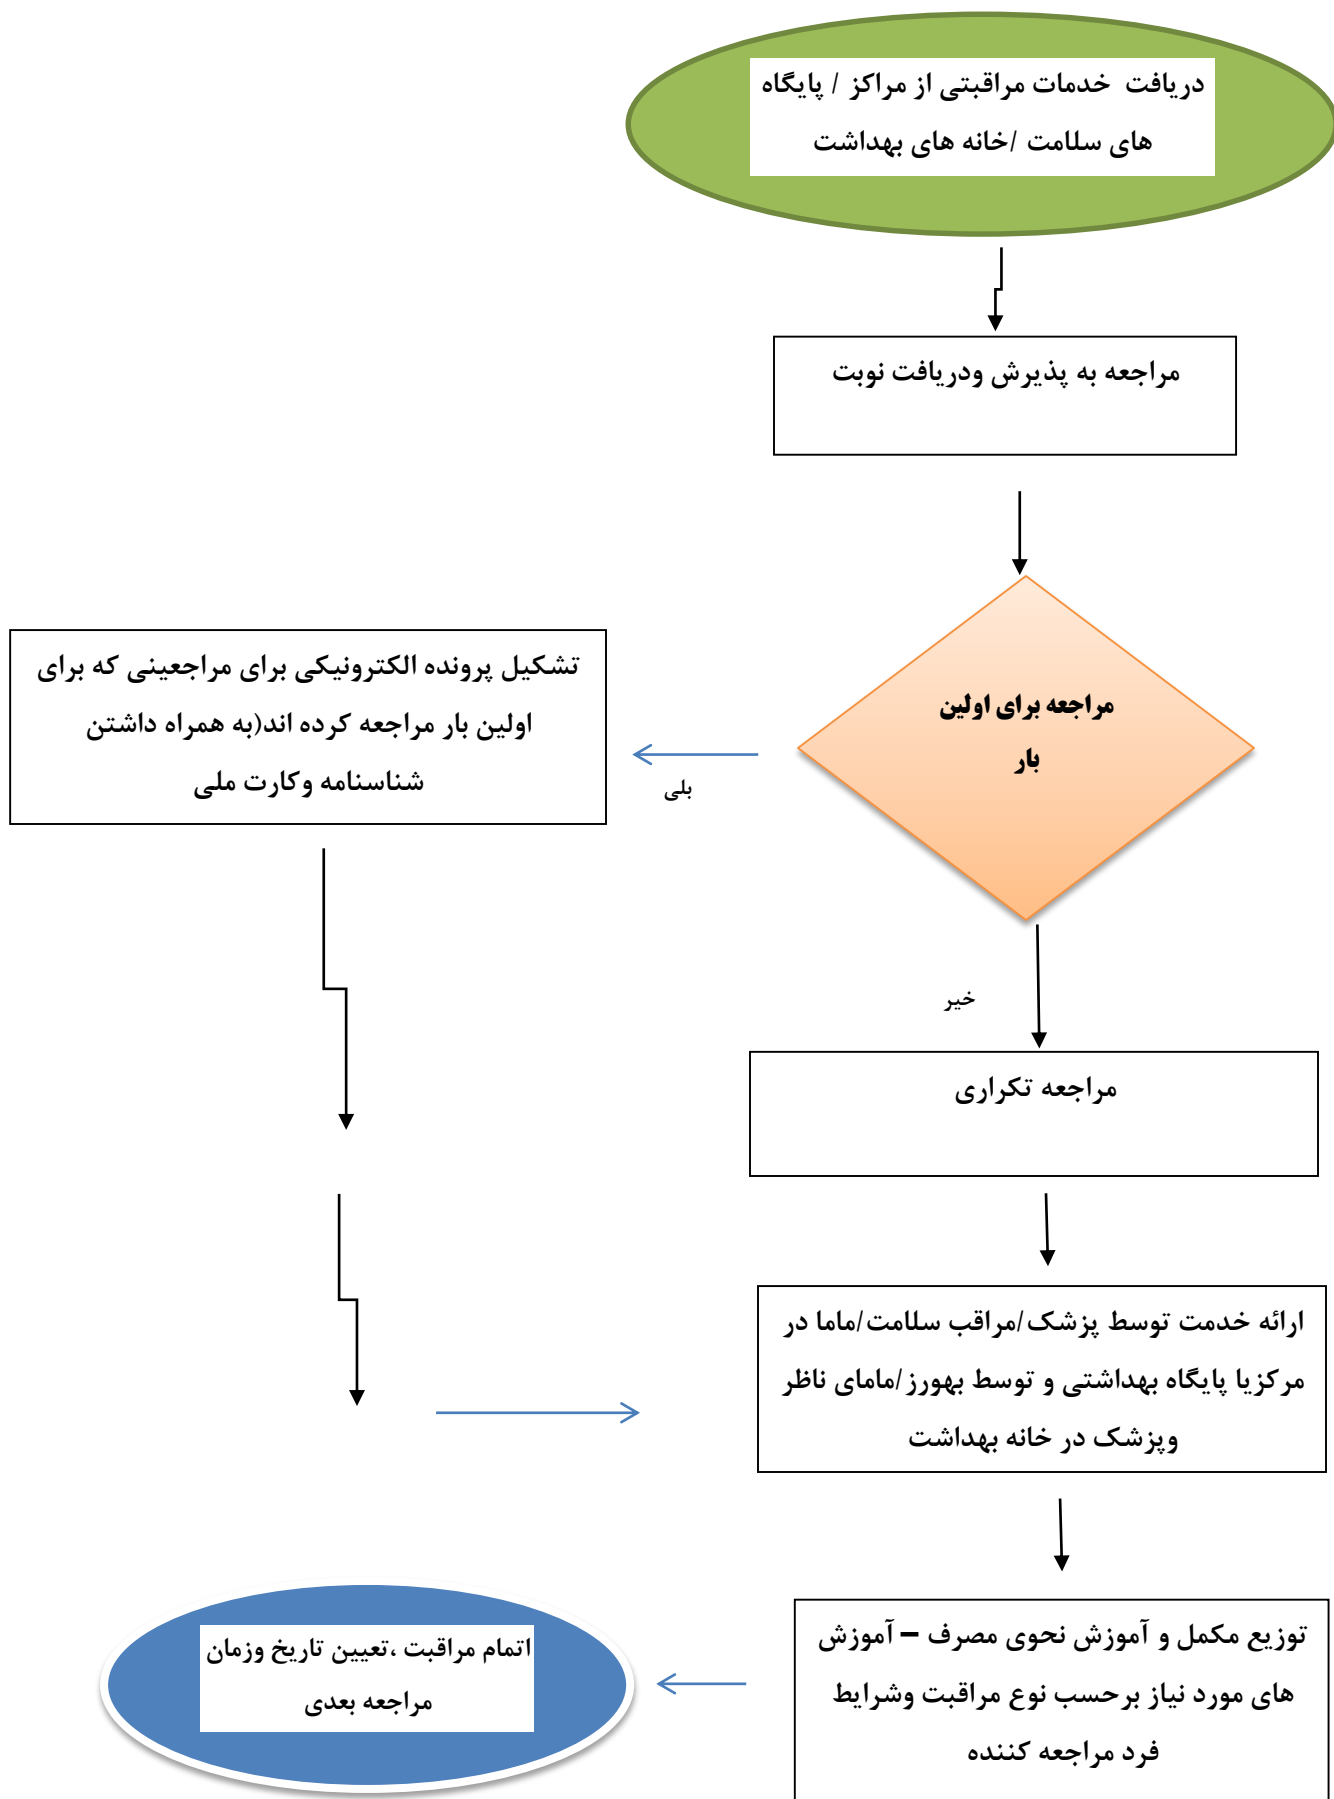 دریافت خدمات مراقبتی از مراکز / پایگاه
های سلامت /خانه های بهداشت
مراجعه به پذیرش ودریافت نوبت
مراجعه برای اولین
بار
بلی
تشکیل پرونده الکترونیکی برای مراجعینی که برای
اولین بار مراجعه کرده اند(به همراه داشتن
شناسنامه وکارت ملی
خیر
مراجعه تکراری
ارائه خدمت توسط پزشک/مراقب سلامت/ماما در
مرکزیا پایگاه بهداشتی و توسط بهورز/مامای ناظر
وپزشک در خانه بهداشت
توزیع مکمل و آموزش نحوی مصرف – آموزش
های مورد نیاز برحسب نوع مراقبت وشرایط
فرد مراجعه کننده
اتمام مراقبت ،تعیین تاریخ وزمان
مراجعه بعدی